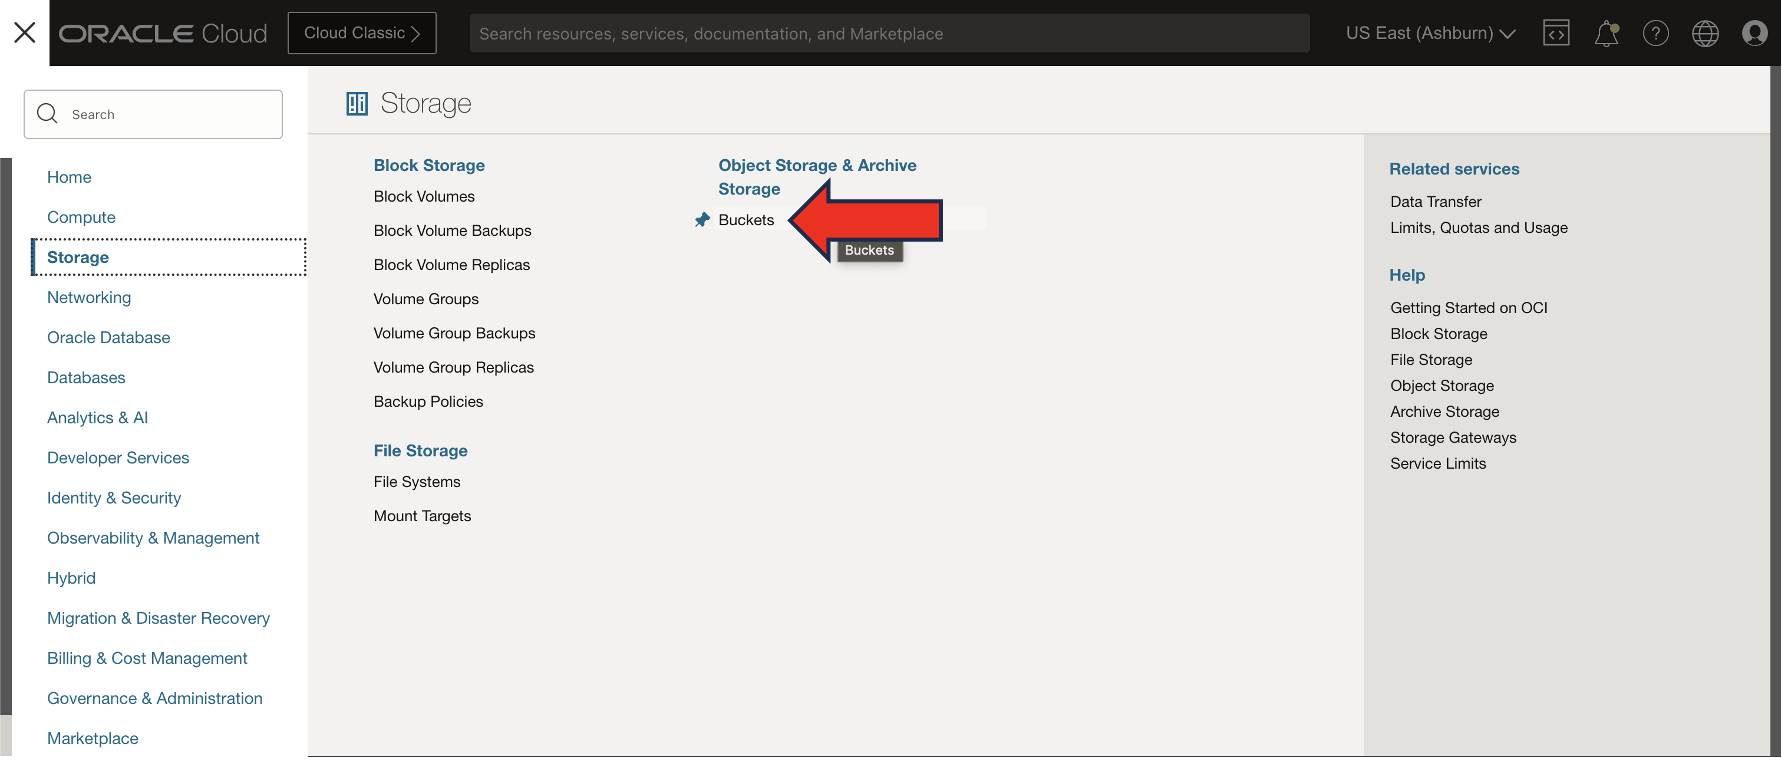 ORACLE Cloud
Cloud Classic
Search resources, services, documentation, and Marketplace
US East (Ashburn)
Search
Home
Compute
Storage
Networking
Oracle Database
Databases
Analytics & AI
Developer Services
Identity & Security
Observability & Management
Hybrid
Migration & Disaster Recovery
Billing & Cost Management
Governance & Administration
Marketplace
Storage
Block Storage
Block Volumes
Block Volume Backups
Block Volume Replicas
Volume Groups
Volume Group Backups
Volume Group Replicas
Backup Policies
File Storage
File Systems
Mount Targets
Object Storage & Archive
Storage
Buckets
Buckets
Related services
Data Transfer
Limits, Quotas and Usage
Help
Getting Started on OCI
Block Storage
File Storage
Object Storage
Archive Storage
Storage Gateways
Service Limits